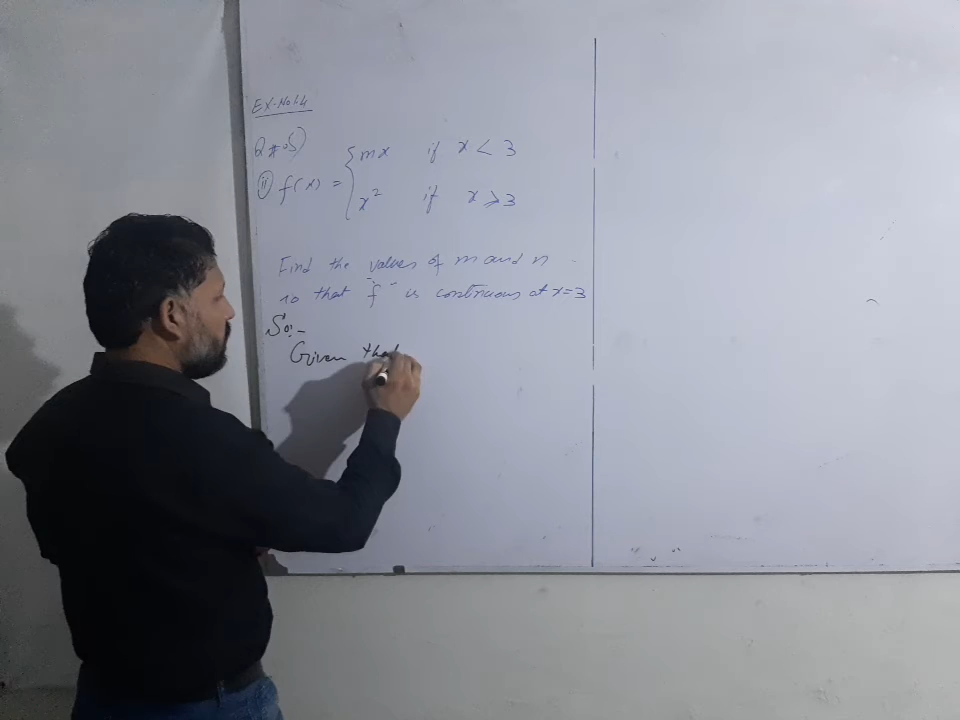 EX-No1.4
Q#05)
(ii) f(x) = { mx if x < 3
x² if x ≥ 3
Find the values of m and n
so that "f" is continuous at x=3
Sol:-
Given that